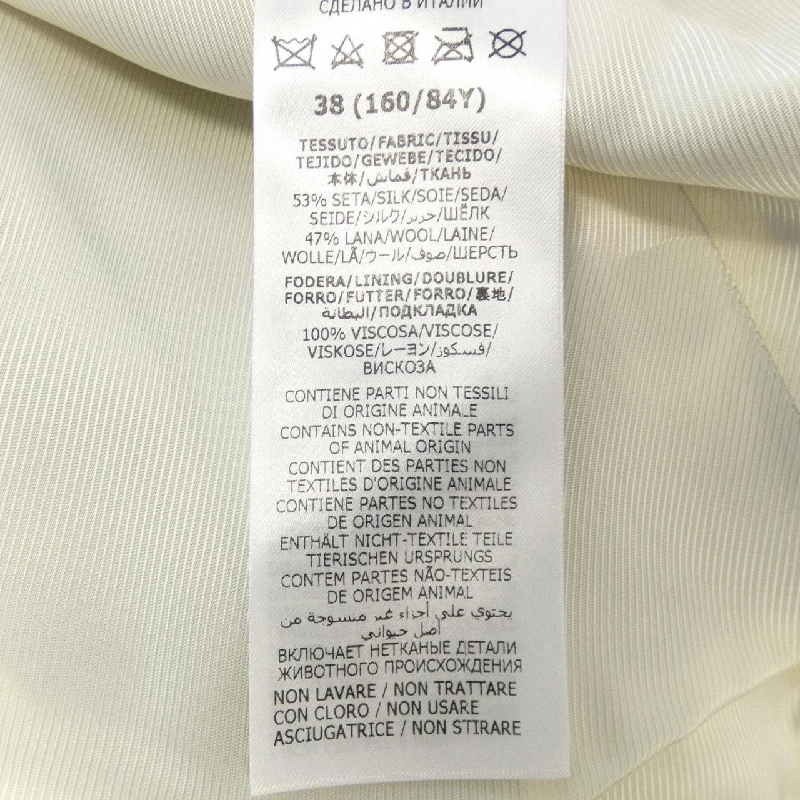 СДЕЛАНО В ИТАЛИИ
38 (160/84Y)
TESSUTO/FABRIC/TISSU/
TEJIDO/GEWEBE/TECIDO/
本体/قماش/ТКАНЬ
53% SETA/SILK/SOIE/SEDA/
SEIDE/シルク/حرير/ШЁЛК
47% LANA/WOOL/LAINE/
WOLLE/LÃ/ウール/صوف/ШЕРСТЬ
FODERA/LINING/DOUBLURE/
FORRO/FUTTER/FORRO/裏地/
البطانة/ПОДКЛАДКА
100% VISCOSA/VISCOSE/
VISKOSE/レーヨン/فسكوز/
ВИСКОЗА
CONTIENE PARTI NON TESSILI
DI ORIGINE ANIMALE
CONTAINS NON-TEXTILE PARTS
OF ANIMAL ORIGIN
CONTIENT DES PARTIES NON
TEXTILES D'ORIGINE ANIMALE
CONTIENE PARTES NO TEXTILES
DE ORIGEN ANIMAL
ENTHÄLT NICHT-TEXTILE TEILE
TIERISCHEN URSPRUNGS
CONTEM PARTES NÃO-TEXTEIS
DE ORIGEM ANIMAL
يحتوي على أجزاء غير منسوجة من
أصل حيواني
ВКЛЮЧАЕТ НЕТКАНЫЕ ДЕТАЛИ
ЖИВОТНОГО ПРОИСХОЖДЕНИЯ
NON LAVARE / NON TRATTARE
CON CLORO / NON USARE
ASCIUGATRICE / NON STIRARE